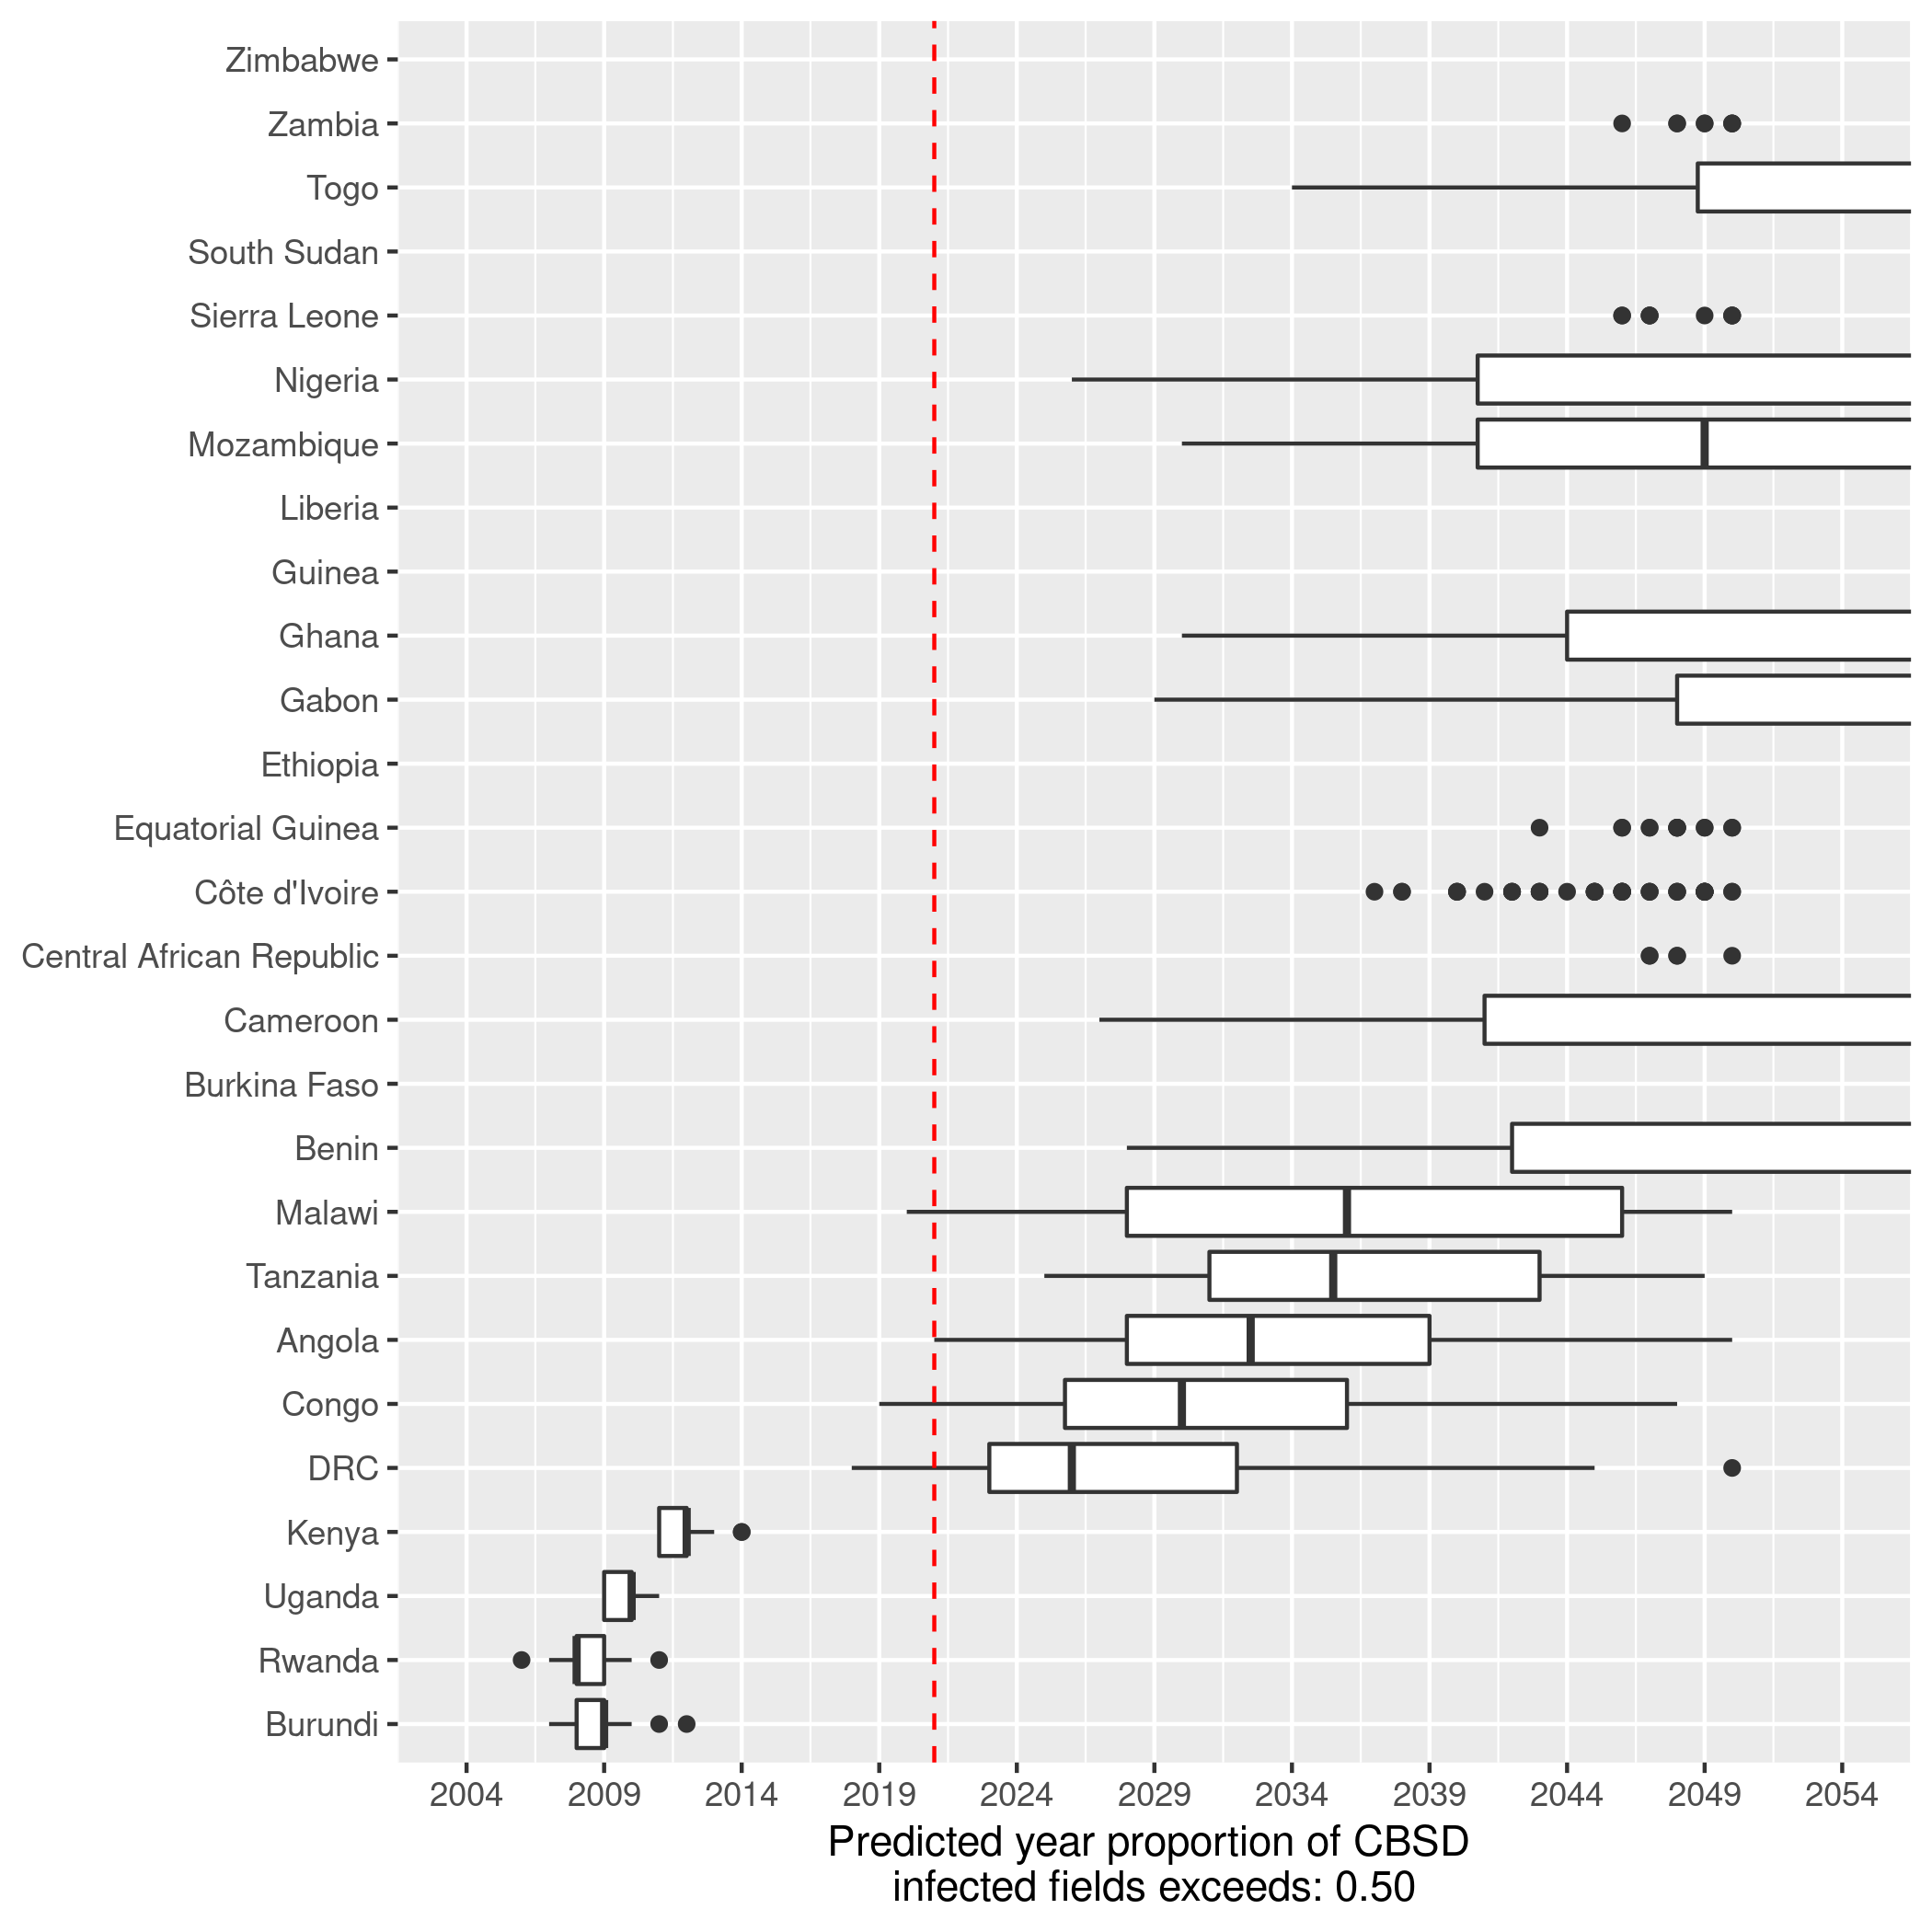 Zimbabwe
Zambia
Togo
South Sudan
Sierra Leone
Nigeria
Mozambique
Liberia
Guinea
Ghana
Gabon
Ethiopia
Equatorial Guinea
Côte d'Ivoire
Central African Republic
Cameroon
Burkina Faso
Benin
Malawi
Tanzania
Angola
Congo
DRC
Kenya
Uganda
Rwanda
Burundi
2004 2009 2014 2019 2024 2029 2034 2039 2044 2049 2054
Predicted year proportion of CBSD
infected fields exceeds: 0.50